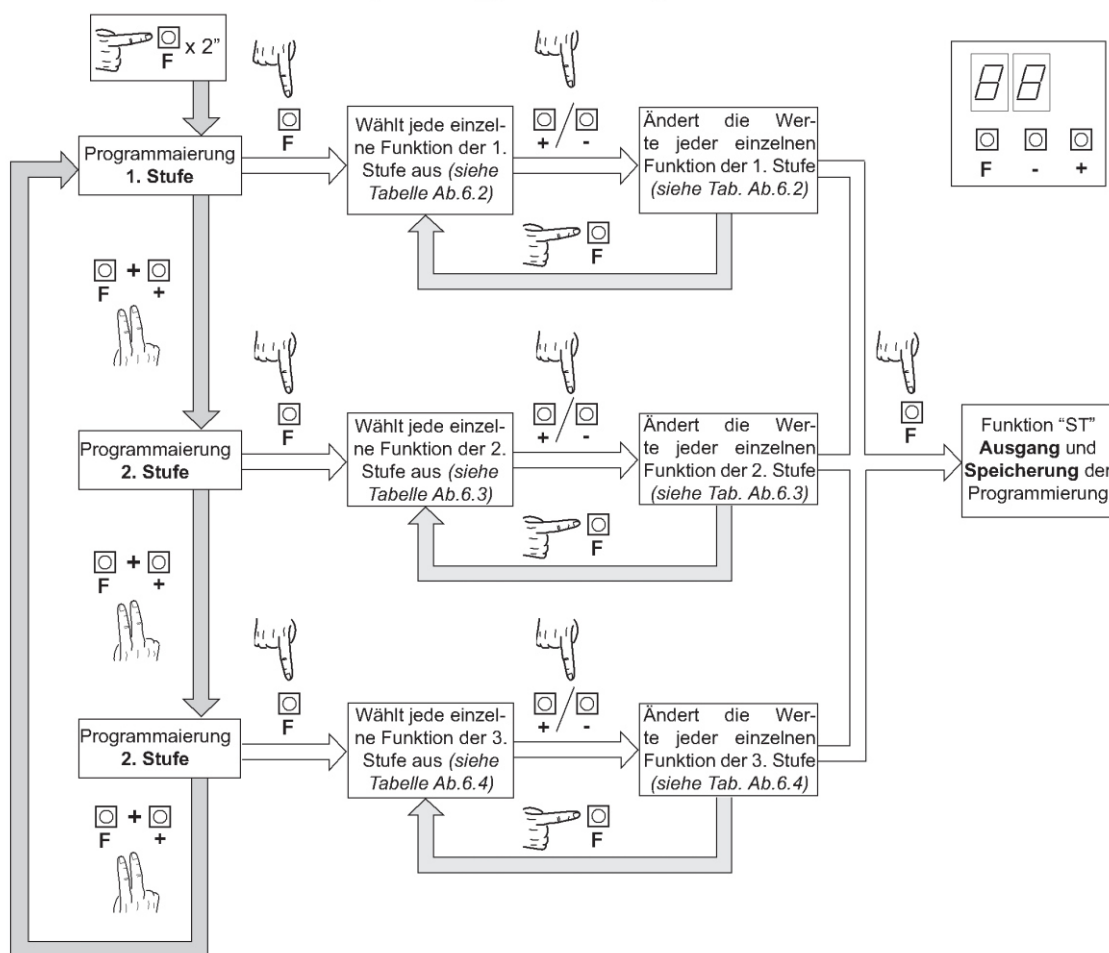 F
x 2”
Programmaierung
1. Stufe
F
Wählt jede einzel-
ne Funktion der 1.
Stufe aus (siehe
Tabelle Ab.6.2)
+ / -
Ändert die Wer-
te jeder einzelnen
Funktion der 1. Stufe
(siehe Tab. Ab.6.2)
F
F - +
+
F +
Programmaierung
2. Stufe
F
Wählt jede einzel-
ne Funktion der 2.
Stufe aus (siehe
Tabelle Ab.6.3)
+ / -
Ändert die Wer-
te jeder einzelnen
Funktion der 2. Stufe
(siehe Tab. Ab.6.3)
F
F
Funktion “ST”
Ausgang und
Speicherung der
Programmierung
+
F +
Programmaierung
2. Stufe
F
Wählt jede einzel-
ne Funktion der 3.
Stufe aus (siehe
Tabelle Ab.6.4)
+ / -
Ändert die Wer-
te jeder einzelnen
Funktion der 3. Stufe
(siehe Tab. Ab.6.4)
F
+
F +